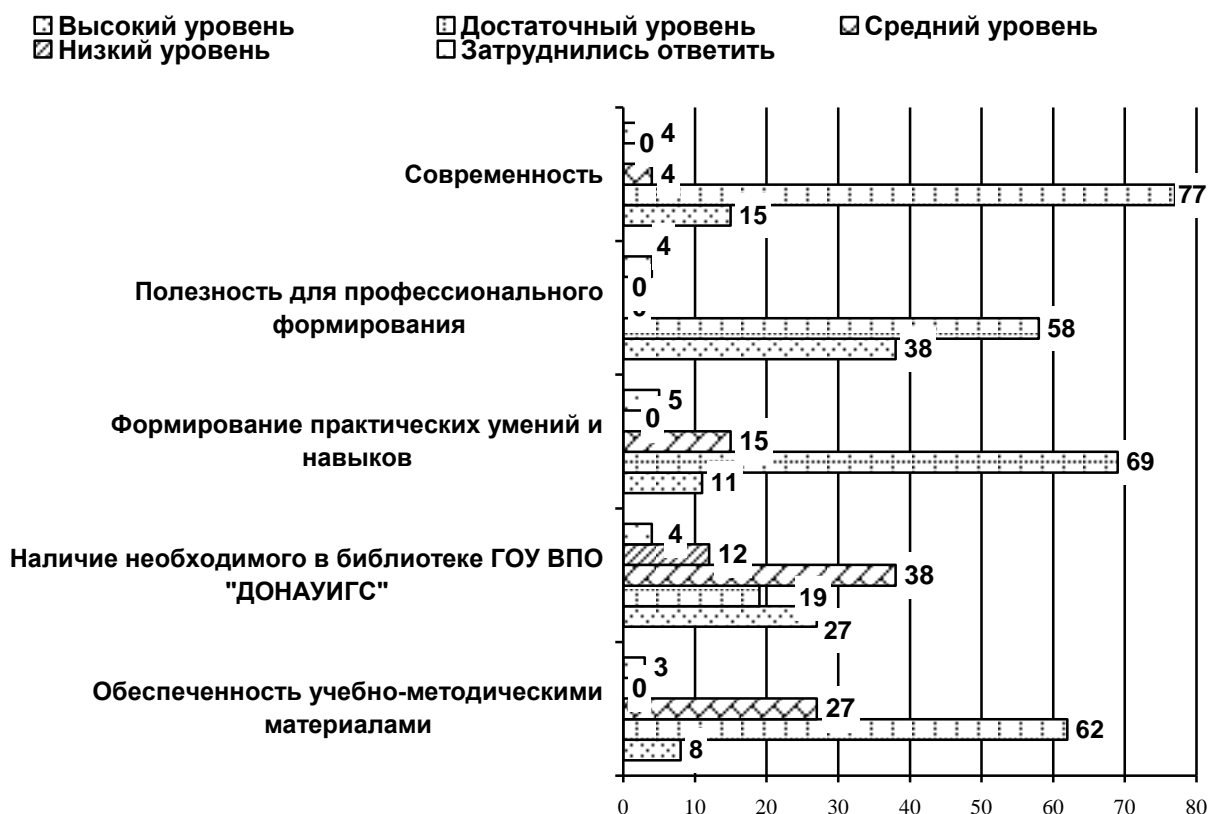 Высокий уровень
Достаточный уровень
Средний уровень
Низкий уровень
Затруднились ответить
4
0
Современность
4
77
15
4
Полезность для профессионального
формирования
0
58
38
5
Формирование практических умений и
навыков
0
15
69
11
Наличие необходимого в библиотеке ГОУ ВПО
"ДОНАУИГС"
4
12
38
19
27
3
Обеспеченность учебно-методическими
материалами
0
27
62
8
0 10 20 30 40 50 60 70 80